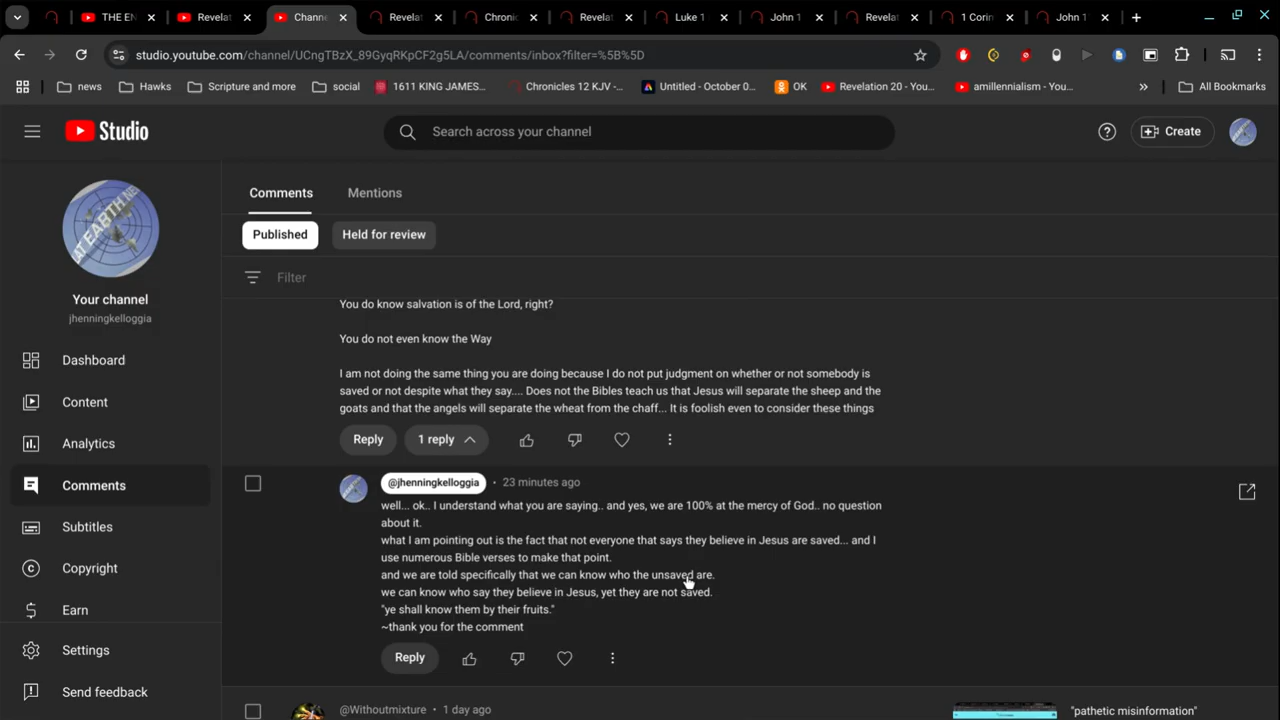 THE EN
Revelat
Chann
Revelat
Chronic
Revelat
Luke 1
John 1
Revelat
1 Corin
John 1
studio.youtube.com/channel/UCngTBzX_89GyqRKpCF2g5LA/comments/inbox?filter=%5B%5D
news
Hawks
Scripture and more
social
1611 KING JAMES...
Chronicles 12 KJV -...
Untitled - October 0...
OK
Revelation 20 - You...
amillennialism - You...
All Bookmarks
Studio
Search across your channel
Create
AT EARTH.NE
Your channel
jhenningkelloggia
Dashboard
Content
Analytics
Comments
Subtitles
Copyright
Earn
Settings
Send feedback
Comments
Mentions
Published
Held for review
Filter
You do know salvation is of the Lord, right?
You do not even know the Way
I am not doing the same thing you are doing because I do not put judgment on whether or not somebody is
saved or not despite what they say.... Does not the Bibles teach us that Jesus will separate the sheep and the
goats and that the angels will separate the wheat from the chaff... It is foolish even to consider these things
Reply
1 reply
@jhenningkelloggia • 23 minutes ago
well... ok.. I understand what you are saying.. and yes, we are 100% at the mercy of God.. no question
about it.
what I am pointing out is the fact that not everyone that says they believe in Jesus are saved... and I
use numerous Bible verses to make that point.
and we are told specifically that we can know who the unsaved are.
we can know who say they believe in Jesus, yet they are not saved.
"ye shall know them by their fruits."
~thank you for the comment
Reply
@Withoutmixture • 1 day ago
"pathetic misinformation"